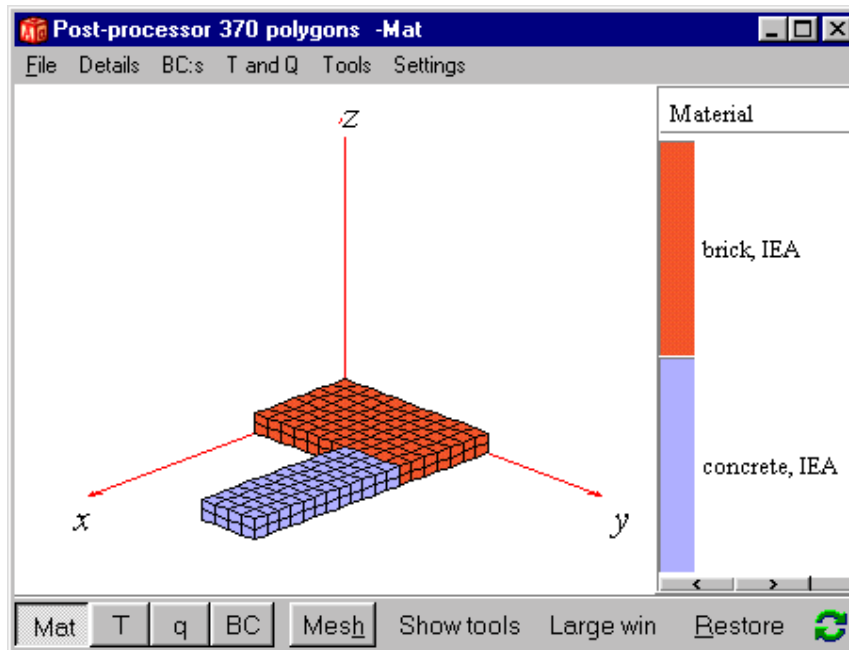 Post-processor 370 polygons -Mat
File Details BC:s T and Q Tools Settings
z
Material
brick, IEA
concrete, IEA
x
y
Mat T q BC Mesh Show tools Large win Restore